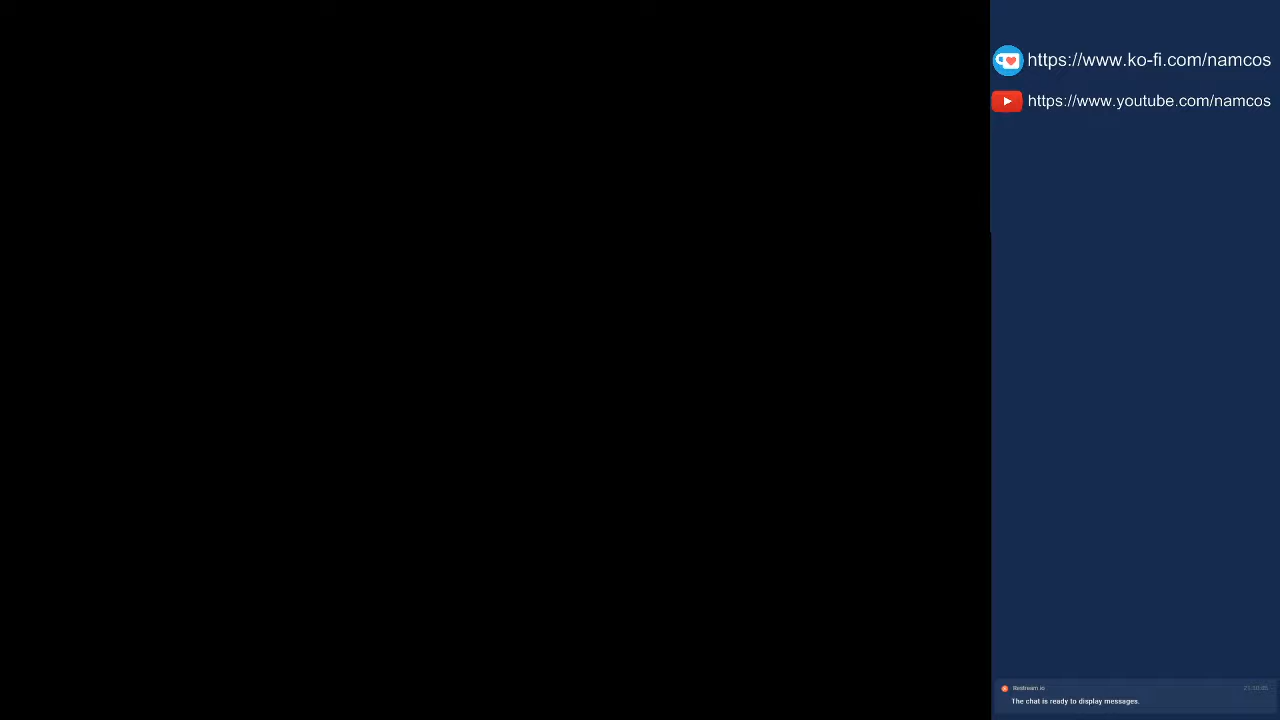 https://www.ko-fi.com/namcos
https://www.youtube.com/namcos
Restream.io
The chat is ready to display messages.